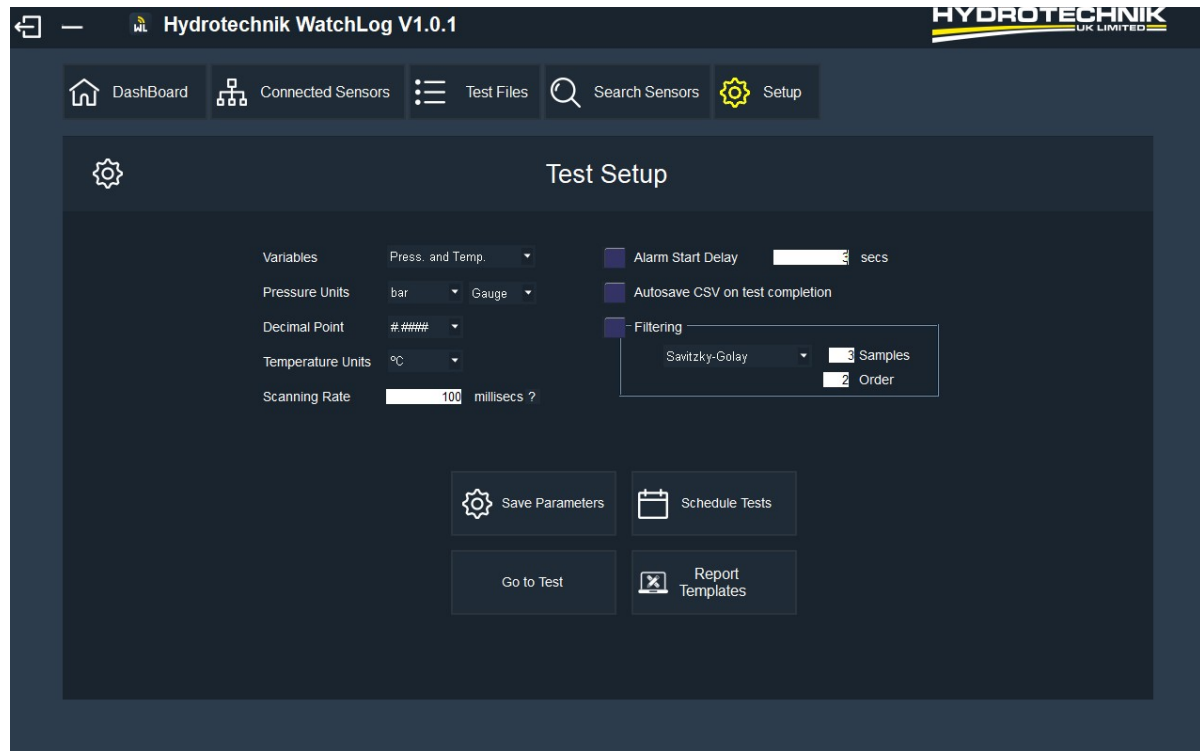 WL Hydrotechnik WatchLog V1.0.1
HYDROTECHNIK
UK LIMITED
DashBoard Connected Sensors Test Files Search Sensors Setup
Test Setup
Variables Press. and Temp. Alarm Start Delay 3 secs
Pressure Units bar Gauge Autosave CSV on test completion
Decimal Point #.#### Filtering
Savitzky-Golay 3 Samples
Temperature Units ºC
2 Order
Scanning Rate 100 millisecs ?
Save Parameters Schedule Tests
Go to Test Report
Templates